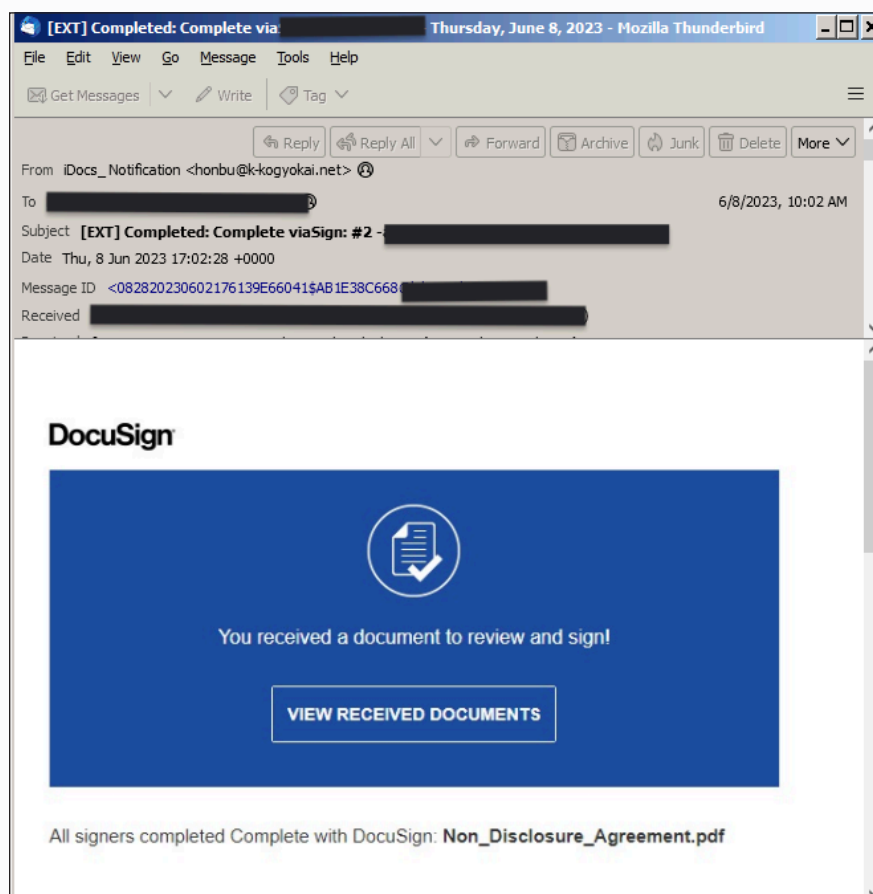 [EXT] Completed: Complete via Thursday, June 8, 2023 - Mozilla Thunderbird
File Edit View Go Message Tools Help
Get Messages Write Tag
Reply Reply All Forward Archive Junk Delete More
From iDocs_Notification <honbu@k-kogyokai.net>
To 6/8/2023, 10:02 AM
Subject [EXT] Completed: Complete viaSign: #2 -
Date Thu, 8 Jun 2023 17:02:28 +0000
Message ID <082820230602176139E66041$AB1E38C668
Received
DocuSign
You received a document to review and sign!
VIEW RECEIVED DOCUMENTS
All signers completed Complete with DocuSign: Non_Disclosure_Agreement.pdf